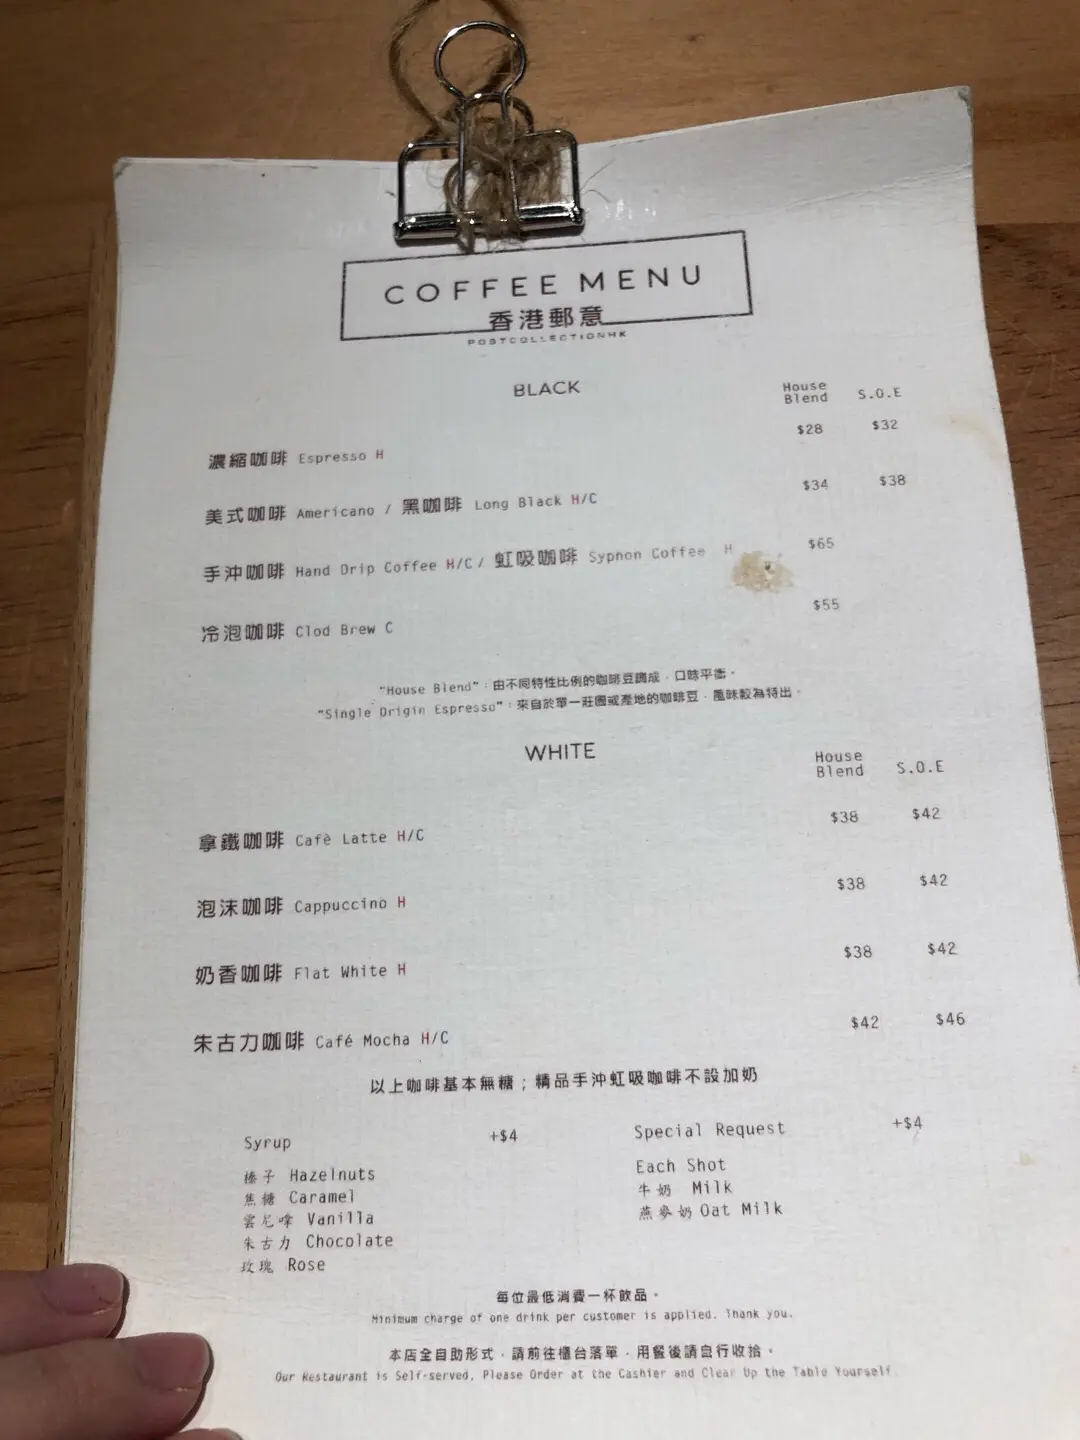 COFFEE MENU
香港郵意
POSTCOLLECTIONHK
BLACK
House Blend S.O.E
濃縮咖啡 Espresso H $28 $32
美式咖啡 Americano / 黑咖啡 Long Black H/C $34 $38
手沖咖啡 Hand Drip Coffee H/C / 虹吸咖啡 Syphon Coffee H $65
冷泡咖啡 Clod Brew C $55
"House Blend"：由不同特性比例的咖啡豆調成，口味平衡。
"Single Origin Espresso"：來自於單一莊園或產地的咖啡豆，風味較為特出。
WHITE
House Blend S.O.E
拿鐵咖啡 Cafè Latte H/C $38 $42
泡沫咖啡 Cappuccino H $38 $42
奶香咖啡 Flat White H $38 $42
朱古力咖啡 Café Mocha H/C $42 $46
以上咖啡基本無糖；精品手沖虹吸咖啡不設加奶
Syrup +$4
榛子 Hazelnuts
焦糖 Caramel
雲尼拿 Vanilla
朱古力 Chocolate
玫瑰 Rose
Special Request +$4
Each Shot
牛奶 Milk
燕麥奶 Oat Milk
每位最低消費一杯飲品。
Minimum charge of one drink per customer is applied. Thank you.
本店全自助形式，請前往櫃台落單，用餐後請自行收拾。
Our Restaurant is Self-served, Please Order at the Cashier and Clear Up the Table Yourself.